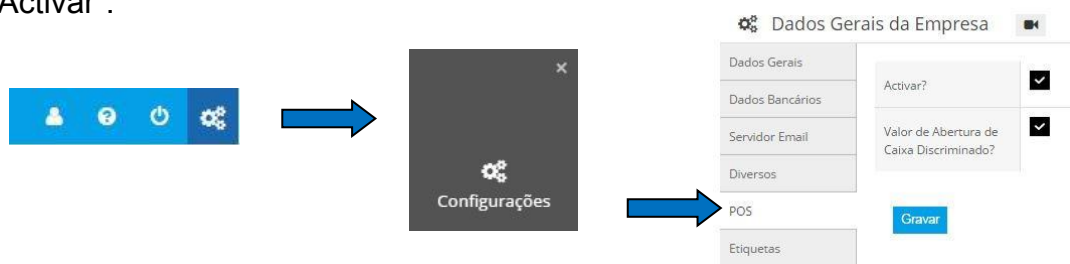 Activar".
Configurações
Dados Gerais da Empresa
Dados Gerais
Dados Bancários
Servidor Email
Diversos
POS
Etiquetas
Activar?
Valor de Abertura de
Caixa Discriminado?
Gravar